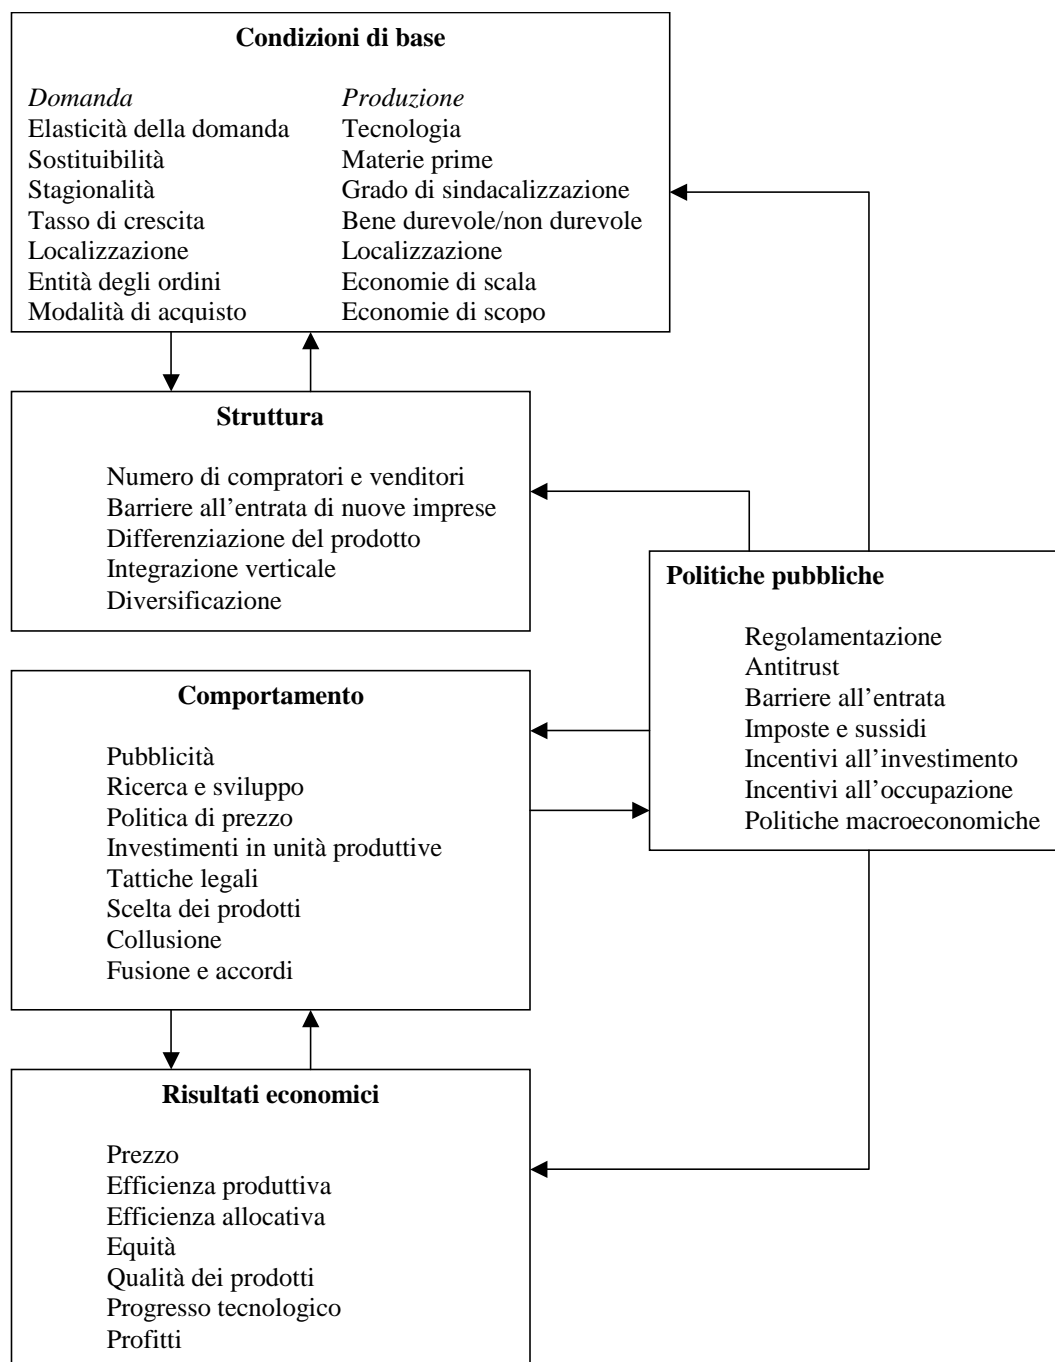 Condizioni di base
Domanda
Elasticità della domanda
Sostituibilità
Stagionalità
Tasso di crescita
Localizzazione
Entità degli ordini
Modalità di acquisto
Produzione
Tecnologia
Materie prime
Grado di sindacalizzazione
Bene durevole/non durevole
Localizzazione
Economie di scala
Economie di scopo
Struttura
Numero di compratori e venditori
Barriere all’entrata di nuove imprese
Differenziazione del prodotto
Integrazione verticale
Diversificazione
Politiche pubbliche
Regolamentazione
Antitrust
Barriere all’entrata
Imposte e sussidi
Incentivi all’investimento
Incentivi all’occupazione
Politiche macroeconomiche
Comportamento
Pubblicità
Ricerca e sviluppo
Politica di prezzo
Investimenti in unità produttive
Tattiche legali
Scelta dei prodotti
Collusione
Fusione e accordi
Risultati economici
Prezzo
Efficienza produttiva
Efficienza allocativa
Equità
Qualità dei prodotti
Progresso tecnologico
Profitti